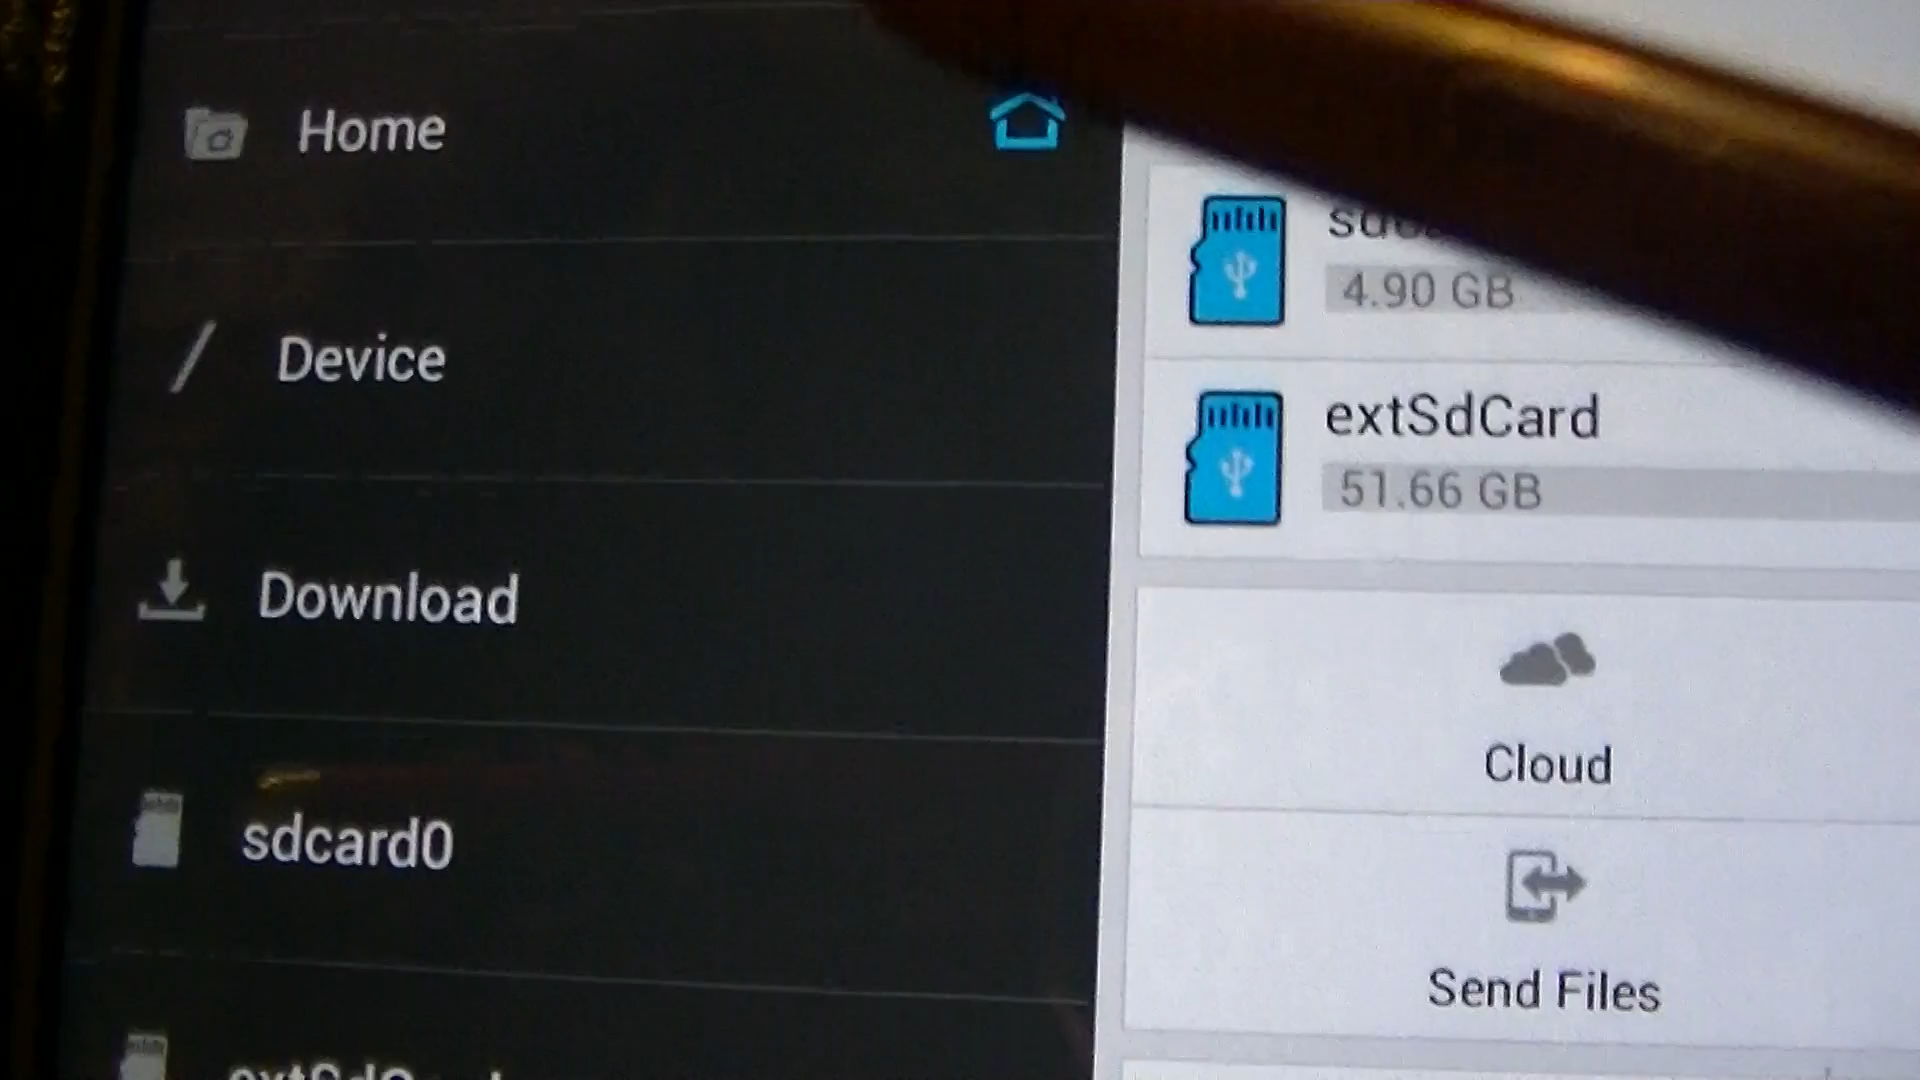 Home
Device
Download
sdcard0
4.90 GB
extSdCard
51.66 GB
Cloud
Send Files